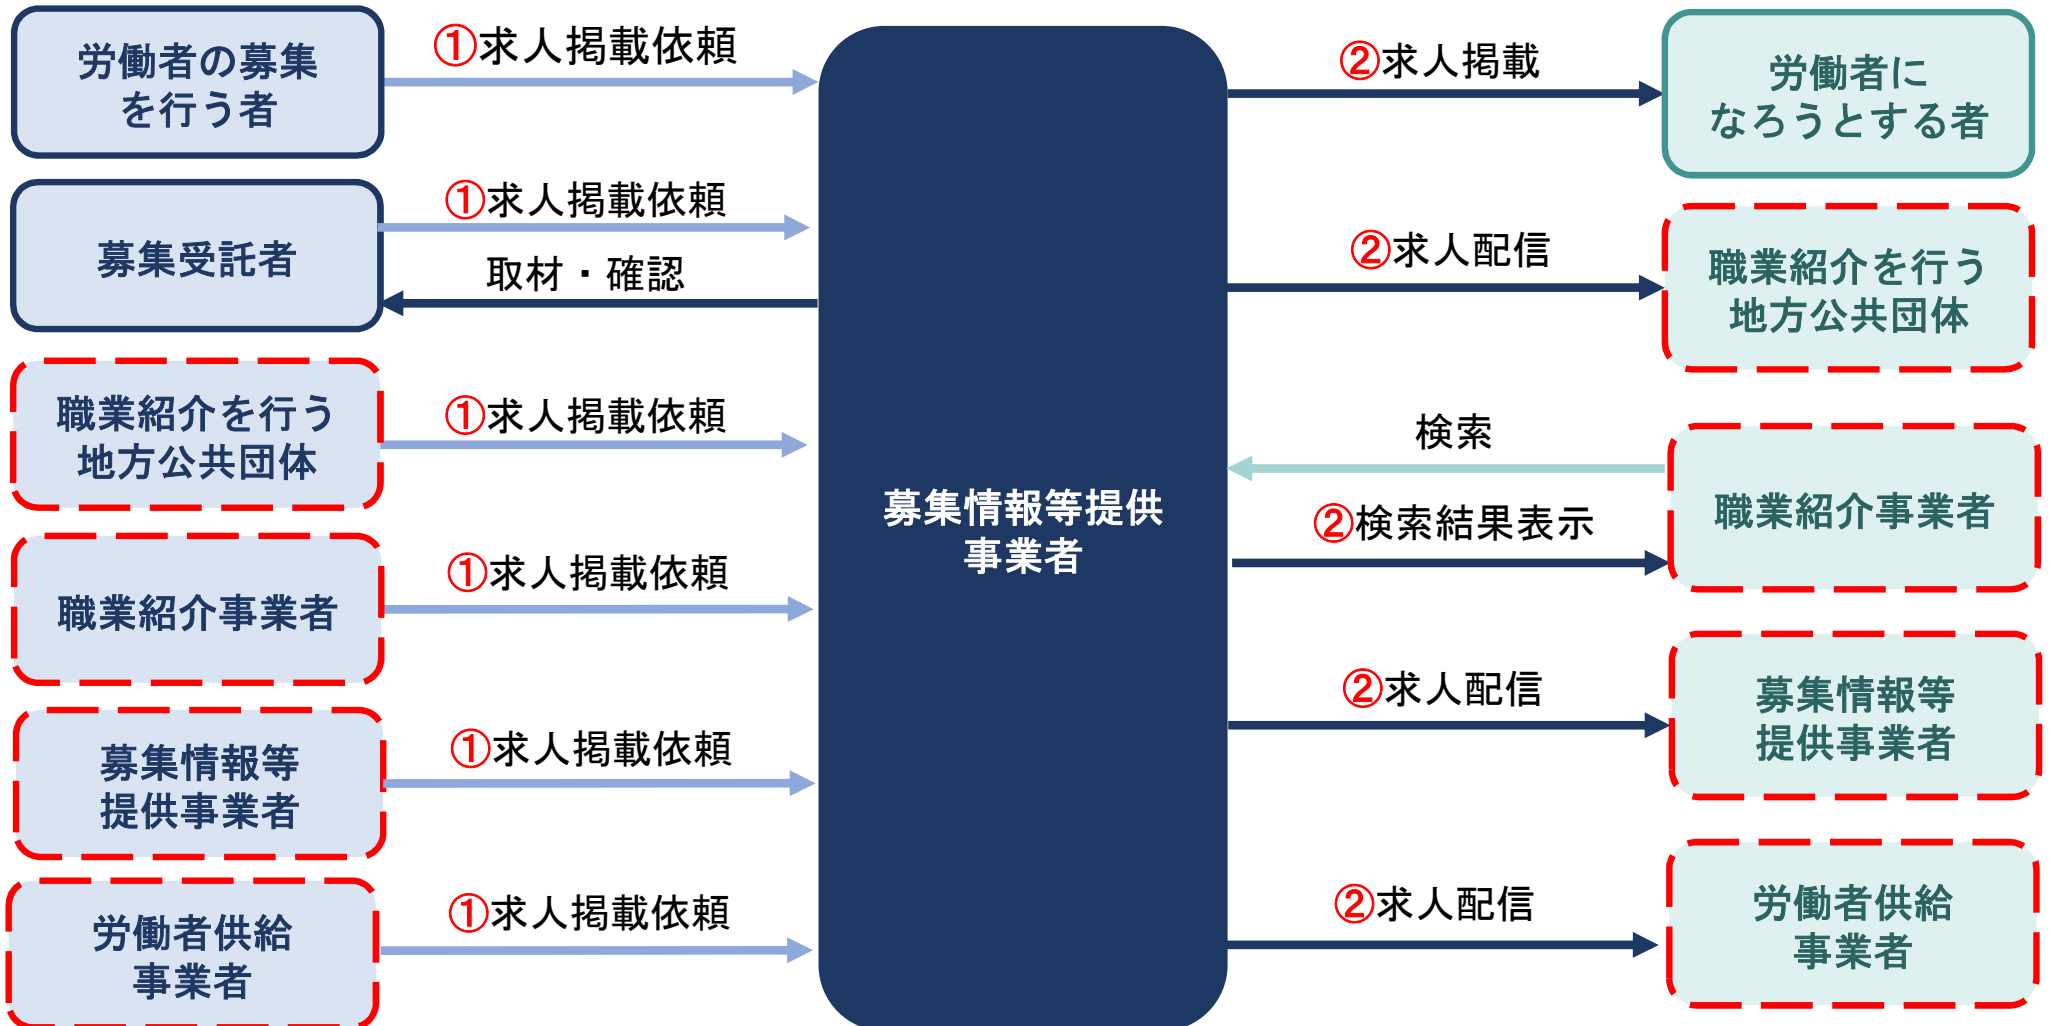 労働者の募集
を行う者
①求人掲載依頼
募集受託者
①求人掲載依頼
取材・確認
職業紹介を行う
地方公共団体
①求人掲載依頼
職業紹介事業者
①求人掲載依頼
募集情報等
提供事業者
①求人掲載依頼
労働者供給
事業者
①求人掲載依頼
募集情報等提供
事業者
②求人掲載
労働者に
なろうとする者
②求人配信
職業紹介を行う
地方公共団体
検索
②検索結果表示
職業紹介事業者
②求人配信
募集情報等
提供事業者
②求人配信
労働者供給
事業者